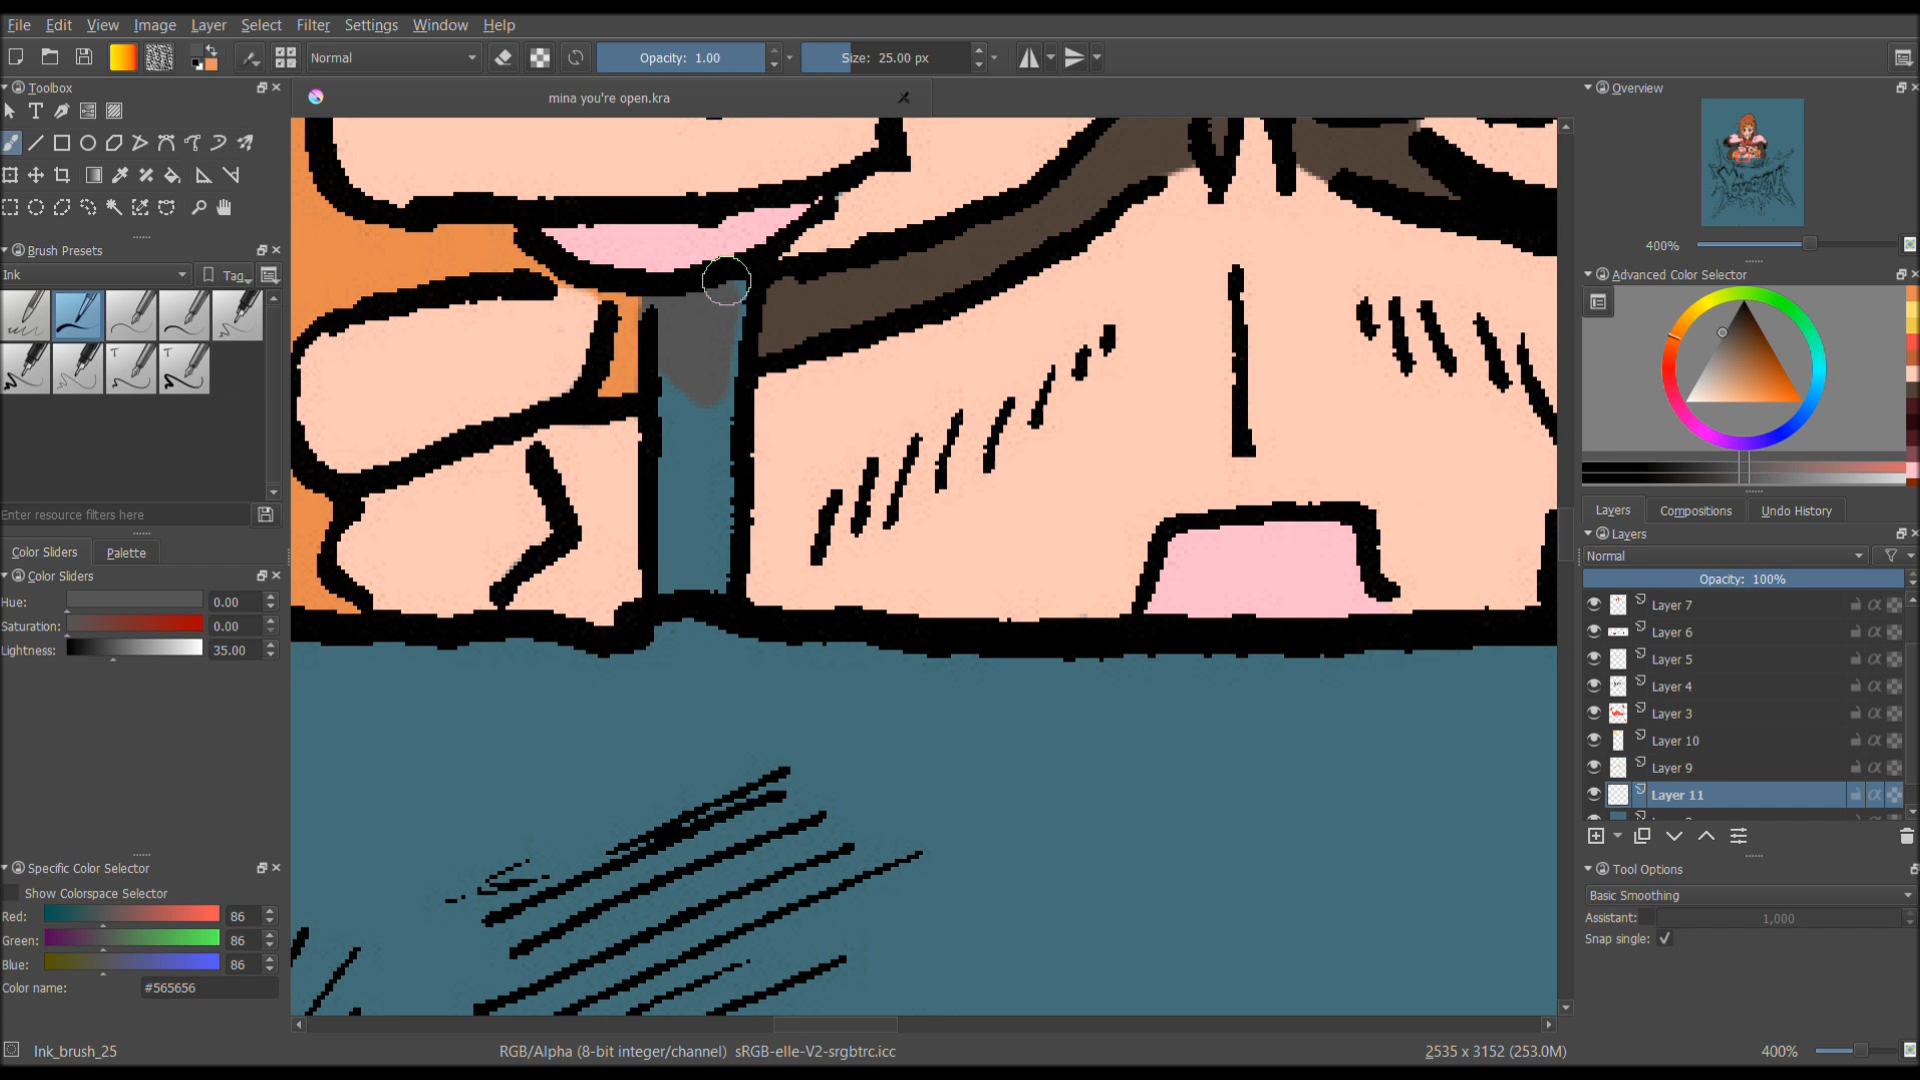 File Edit View Image Layer Select Filter Settings Window Help
Normal Opacity: 1.00 Size: 25.00 px
Toolbox
mina you're open.kra
Overview
400%
Brush Presets
Ink Tag
Advanced Color Selector
Enter resource filters here
Color Sliders Palette
Color Sliders
Hue: 0.00
Saturation: 0.00
Lightness: 35.00
Layers Compositions Undo History
Layers
Normal
Opacity: 100%
Layer 7
Layer 6
Layer 5
Layer 4
Layer 3
Layer 10
Layer 9
Layer 11
Specific Color Selector
Show Colorspace Selector
Red: 86
Green: 86
Blue: 86
Color name: #565656
Tool Options
Basic Smoothing
Assistant: 1,000
Snap single:
Ink_brush_25
RGB/Alpha (8-bit integer/channel) sRGB-elle-V2-srgbtrc.icc
2535 x 3152 (253.0M)
400%